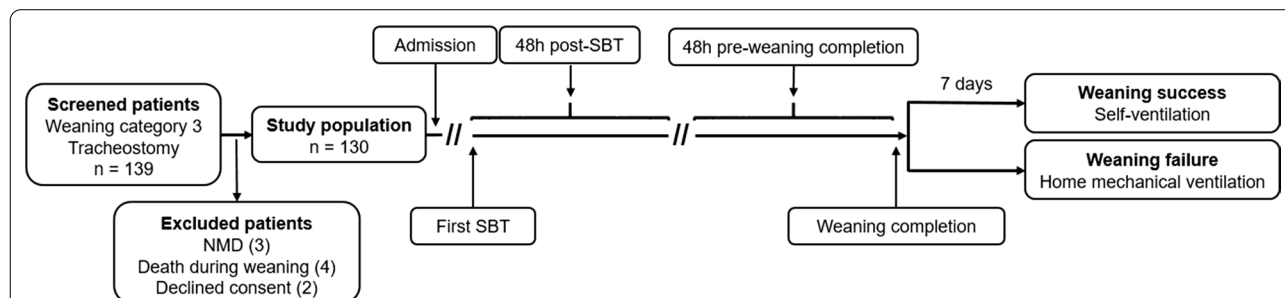 Screened patients
Weaning category 3
Tracheostomy
n = 139
Excluded patients
NMD (3)
Death during weaning (4)
Declined consent (2)
Study population
n = 130
Admission
First SBT
48h post-SBT
48h pre-weaning completion
Weaning completion
7 days
Weaning success
Self-ventilation
Weaning failure
Home mechanical ventilation